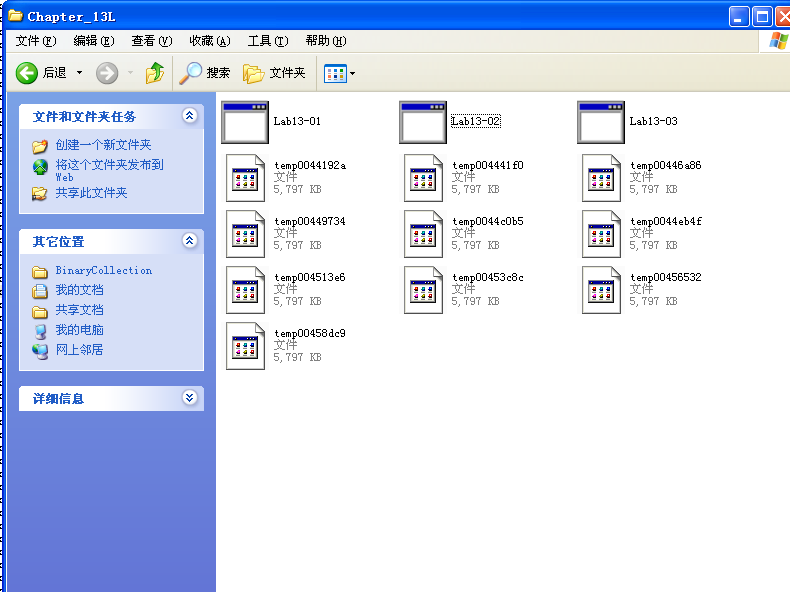 Chapter_13L
文件(F) 编辑(E) 查看(V) 收藏(A) 工具(T) 帮助(H)
后退 搜索 文件夹
文件和文件夹任务
创建一个新文件夹
将这个文件夹发布到
Web
共享此文件夹
其它位置
BinaryCollection
我的文档
共享文档
我的电脑
网上邻居
详细信息
Lab13-01
Lab13-02
Lab13-03
temp0044192a
文件
5,797 KB
temp004441f0
文件
5,797 KB
temp00446a86
文件
5,797 KB
temp00449734
文件
5,797 KB
temp0044c0b5
文件
5,797 KB
temp0044eb4f
文件
5,797 KB
temp004513e6
文件
5,797 KB
temp00453c8c
文件
5,797 KB
temp00456532
文件
5,797 KB
temp00458dc9
文件
5,797 KB